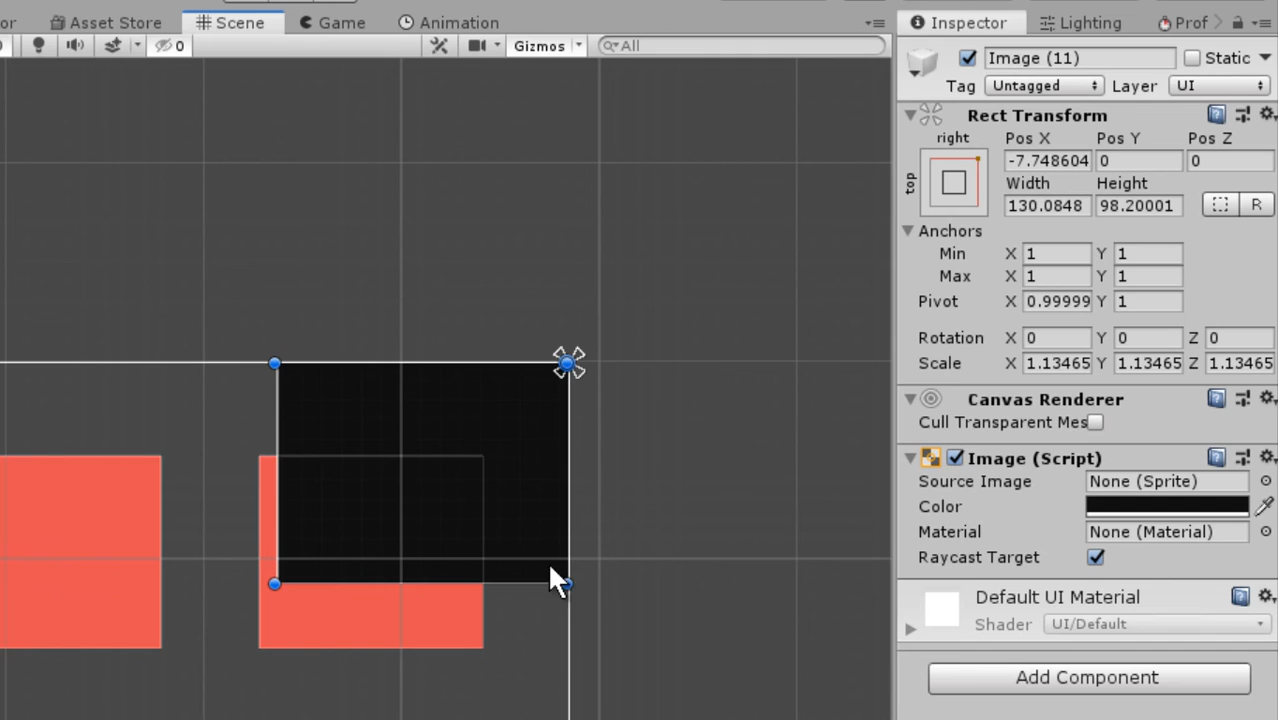 or Asset Store Scene Game Animation
0 Gizmos All
Inspector Lighting Prof
Image (11) Static
Tag Untagged Layer UI
Rect Transform
right Pos X Pos Y Pos Z
-7.748604 0 0
top Width Height
130.0848 98.20001 R
Anchors
Min X 1 Y 1
Max X 1 Y 1
Pivot X 0.99999 Y 1
Rotation X 0 Y 0 Z 0
Scale X 1.13465 Y 1.13465 Z 1.13465
Canvas Renderer
Cull Transparent Mes
Image (Script)
Source Image None (Sprite)
Color
Material None (Material)
Raycast Target
Default UI Material
Shader UI/Default
Add Component